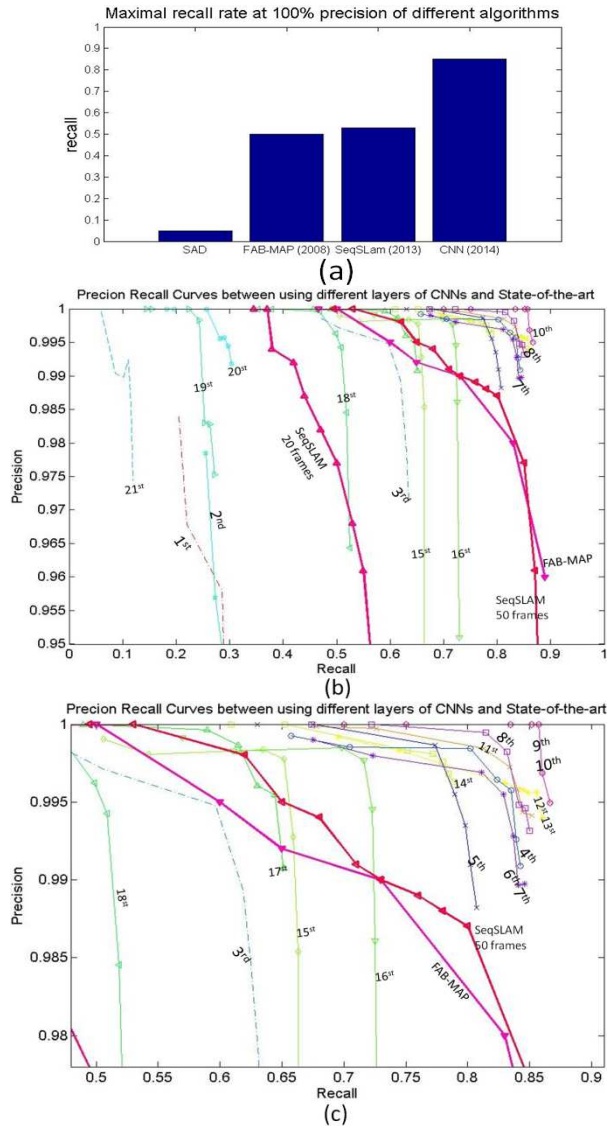 Maximal recall rate at 100% precision of different algorithms
1
0.9
0.8
0.7
0.6
0.5
0.4
0.3
0.2
0.1
0
recall
SAD FAB-MAP (2008) SeqSLam (2013) CNN (2014)
(a)
Precion Recall Curves between using different layers of CNNs and State-of-the-art
1
0.995
0.99
0.985
0.98
0.975
0.97
0.965
0.96
0.955
0.95
Precision
21st
1st
2nd
19st
20st
SeqSLAM
20 frames
18st
3rd
15st
16st
10th
8th
7th
FAB-MAP
SeqSLAM
50 frames
0 0.1 0.2 0.3 0.4 0.5 0.6 0.7 0.8 0.9 1
Recall
(b)
Precion Recall Curves between using different layers of CNNs and State-of-the-art
1
0.995
0.99
0.985
0.98
Precision
18st
3rd
17st
15st
16st
14st
5th
11st
8th
9th
10th
12st
13st
4th
6th
7th
SeqSLAM
50 frames
FAB-MAP
0.5 0.55 0.6 0.65 0.7 0.75 0.8 0.85 0.9
Recall
(c)